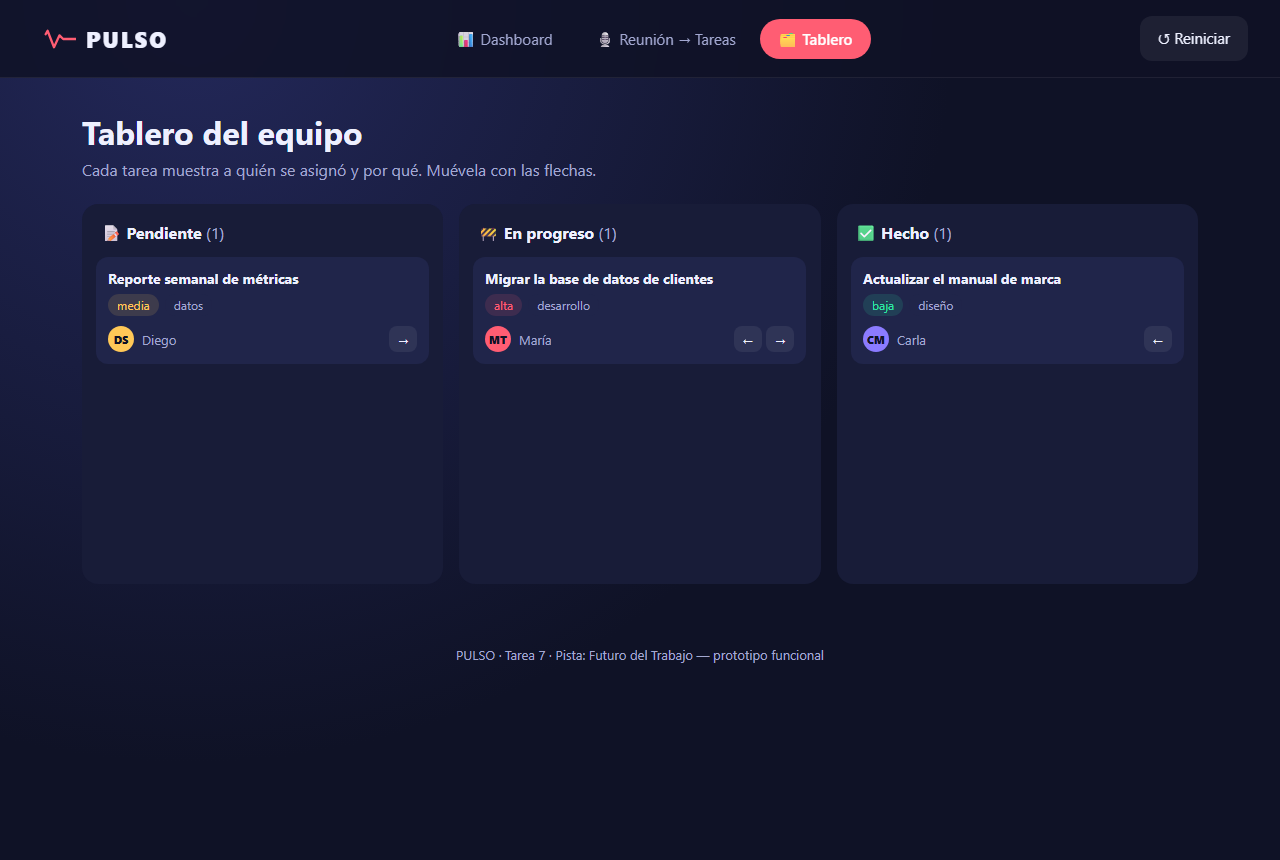 PULSO
📊 Dashboard
🎙️ Reunión → Tareas
🗂️ Tablero
↺ Reiniciar
Tablero del equipo
Cada tarea muestra a quién se asignó y por qué. Muévela con las flechas.
📝 Pendiente (1)
Reporte semanal de métricas
media datos
DS Diego →
🚧 En progreso (1)
Migrar la base de datos de clientes
alta desarrollo
MT María ← →
✅ Hecho (1)
Actualizar el manual de marca
baja diseño
CM Carla ←
PULSO · Tarea 7 · Pista: Futuro del Trabajo — prototipo funcional